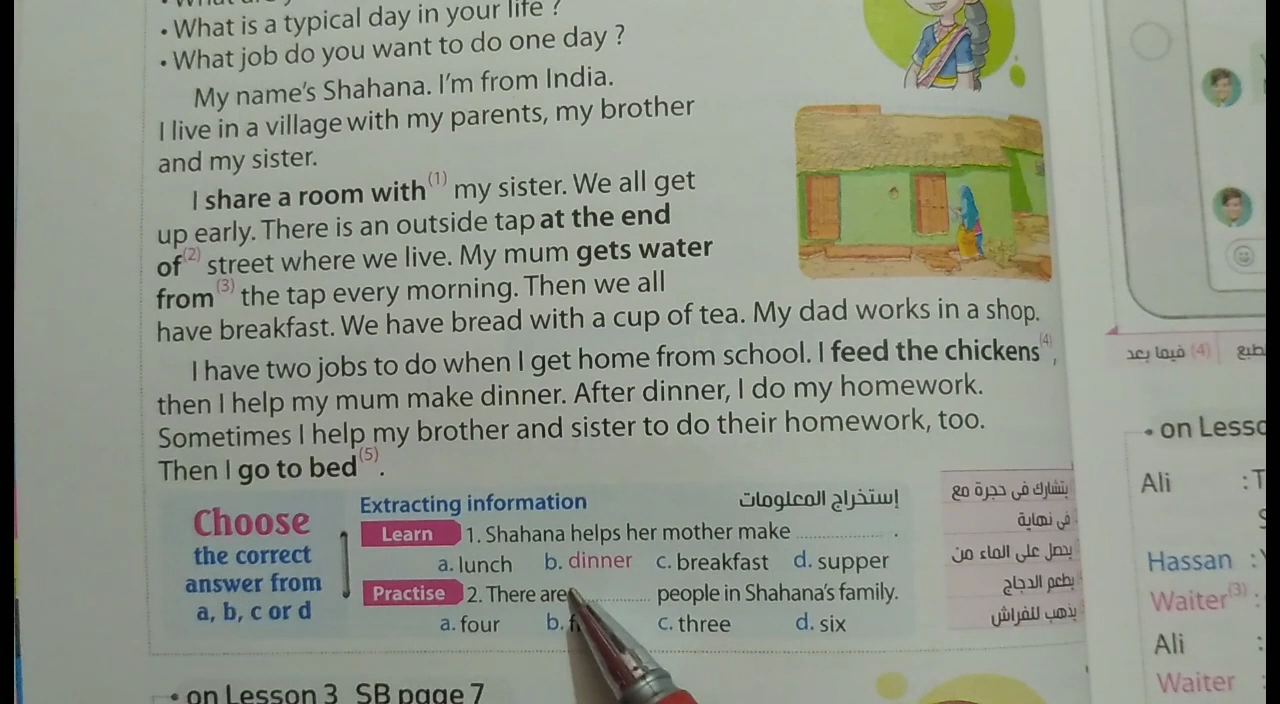 • What is a typical day in your life ?
• What job do you want to do one day ?
My name's Shahana. I'm from India.
I live in a village with my parents, my brother
and my sister.
I share a room with(1) my sister. We all get
up early. There is an outside tap at the end
of(2) street where we live. My mum gets water
from(3) the tap every morning. Then we all
have breakfast. We have bread with a cup of tea. My dad works in a shop.
I have two jobs to do when I get home from school. I feed the chickens(4),
then I help my mum make dinner. After dinner, I do my homework.
Sometimes I help my brother and sister to do their homework, too.
Then I go to bed(5).
Choose
the correct
answer from
a, b, c or d
Extracting information إستخراج المعلومات
Learn 1. Shahana helps her mother make .................... .
a. lunch b. dinner c. breakfast d. supper
Practise 2. There are .................... people in Shahana's family.
a. four b. c. three d. six
يتشارك فى حجرة مع
فى نهاية
يحصل على الماء من
يطعم الدجاج
يذهب للفراش
• on Lesson 3 SB page 7
(4) فيما بعد
• on
Ali :
Hassan :
Waiter(3) :
Ali :
Waiter :